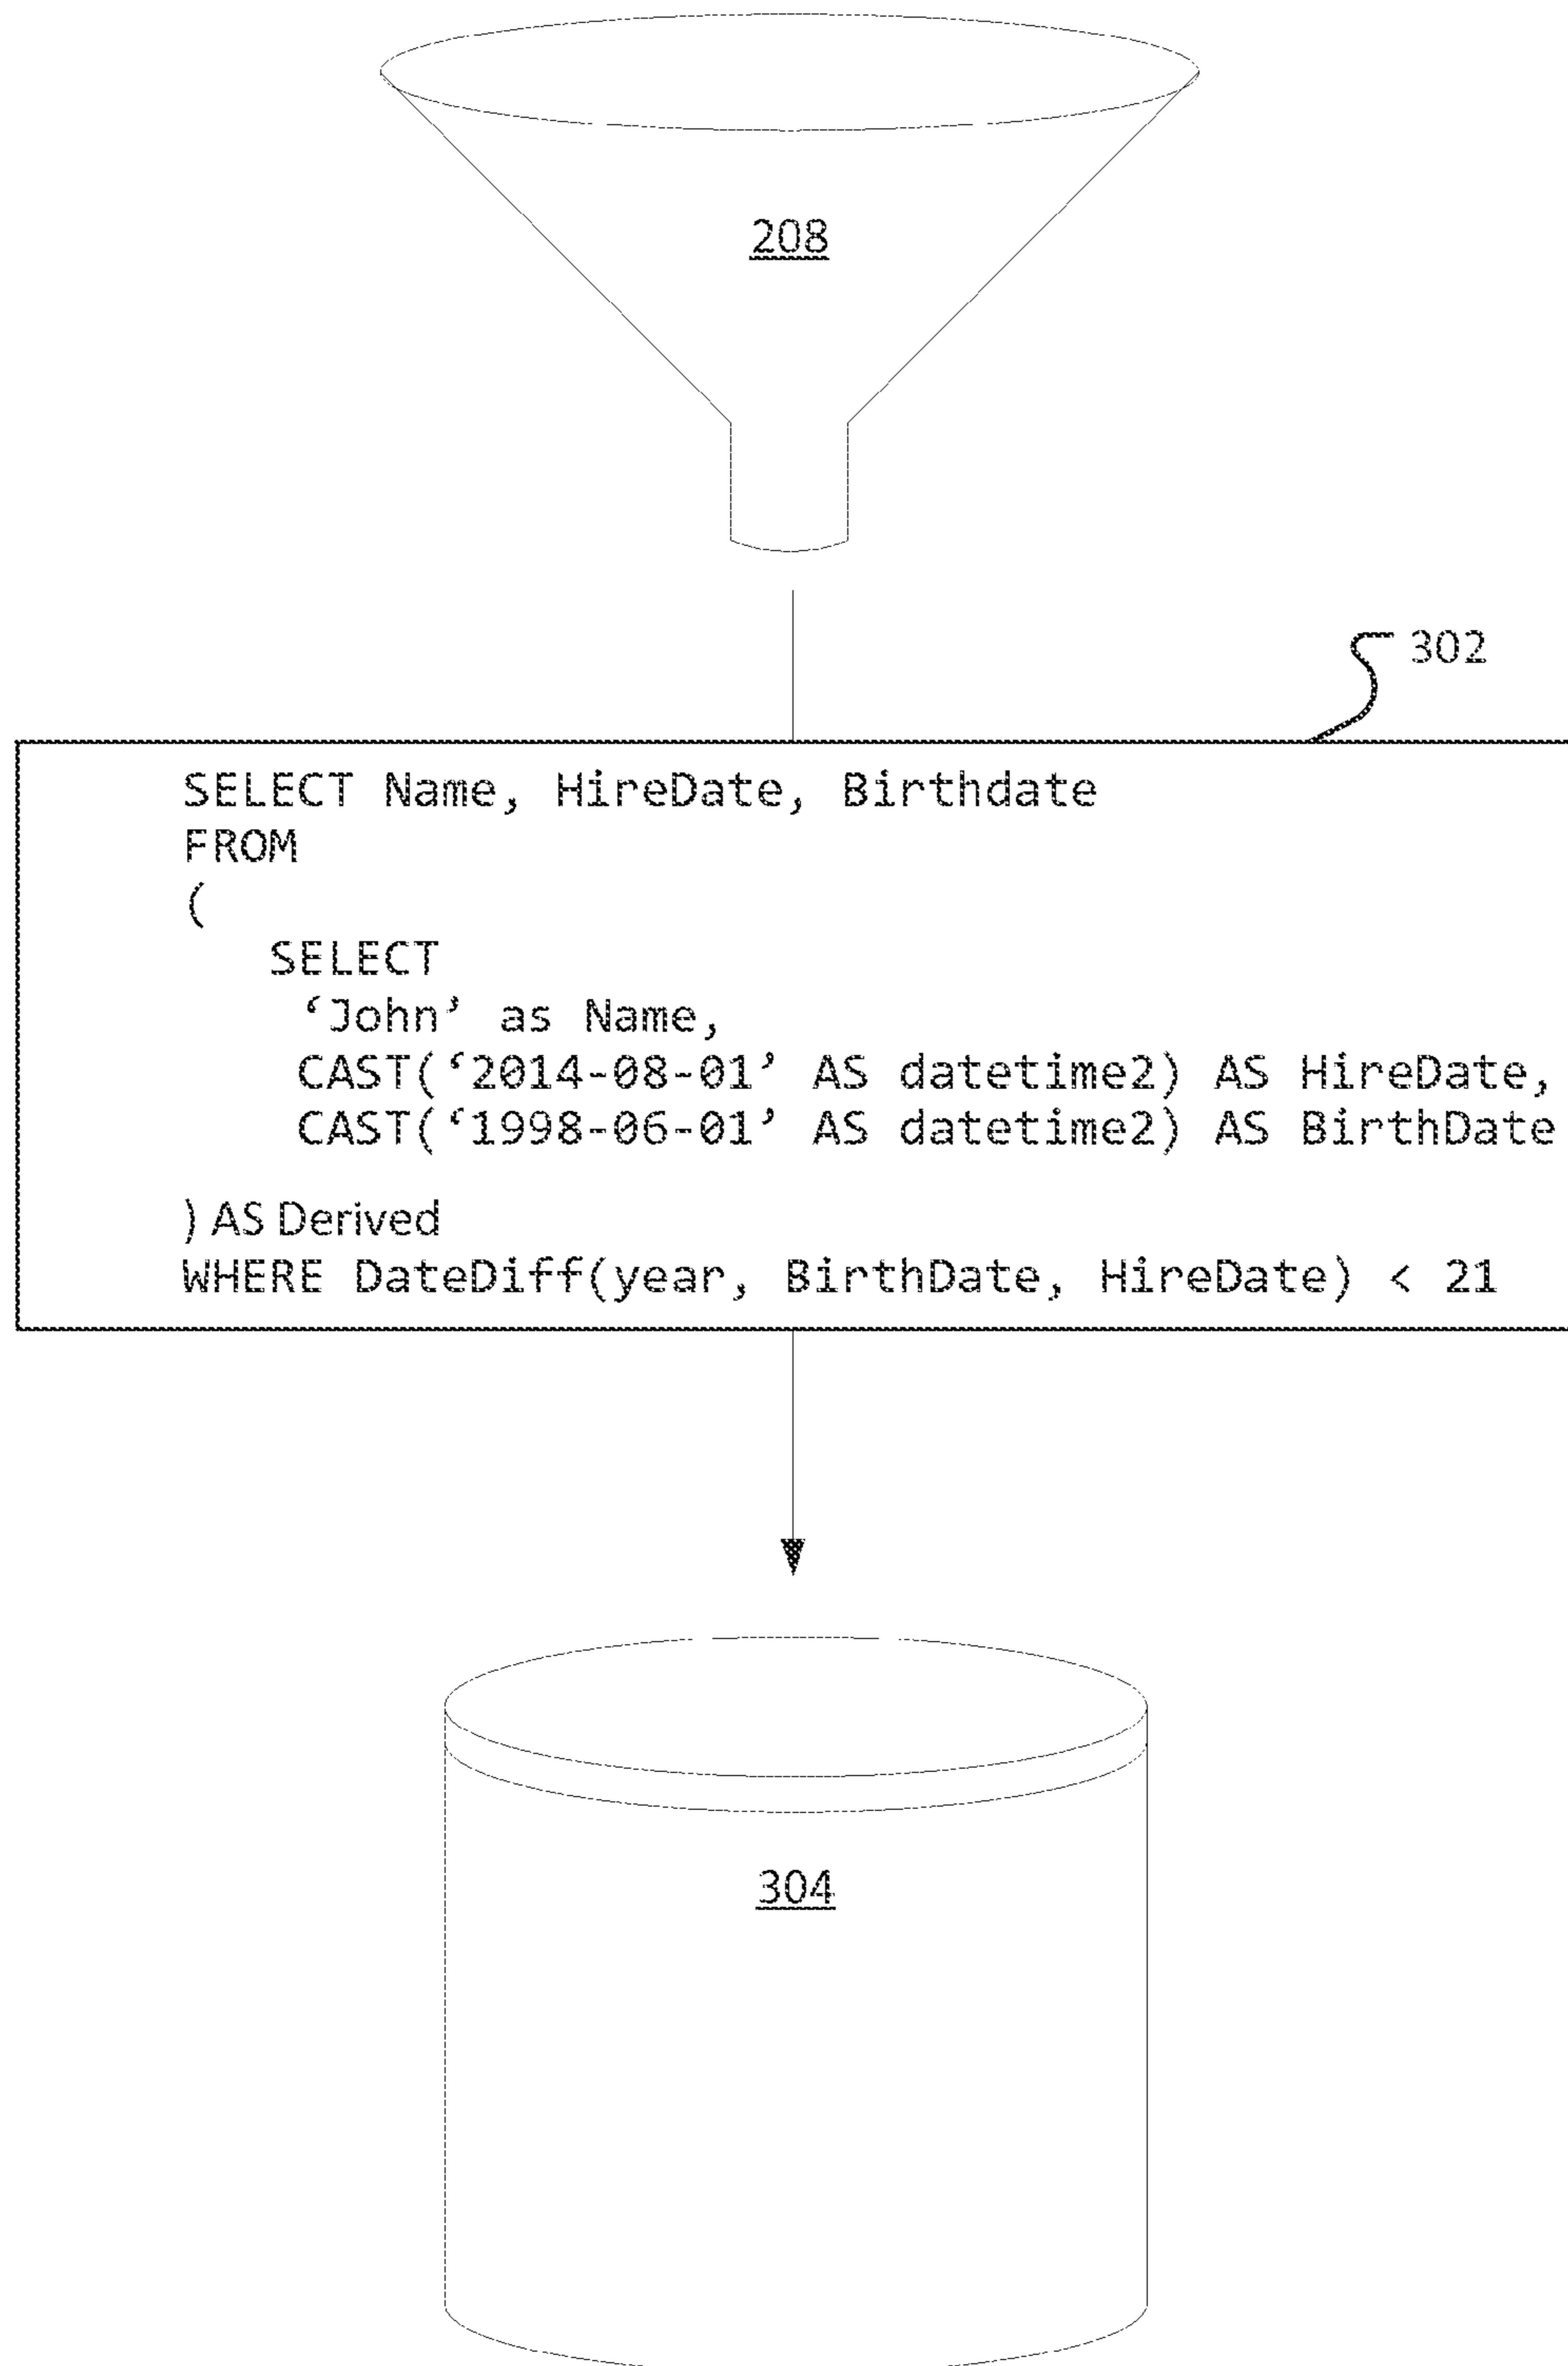 208
302
SELECT Name, HireDate, Birthdate
FROM
(
SELECT
‘John’ as Name,
CAST(‘2014-08-01’ AS datetime2) AS HireDate,
CAST(‘1998-06-01’ AS datetime2) AS BirthDate
) AS Derived
WHERE DateDiff(year, BirthDate, HireDate) < 21
304